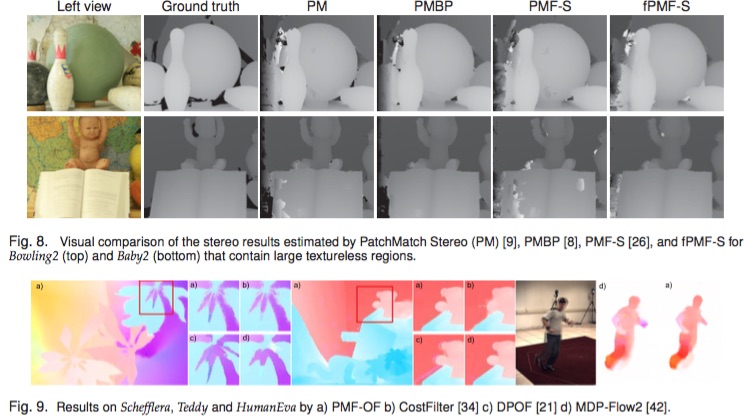 Left view Ground truth PM PMBP PMF-S fPMF-S
Fig. 8. Visual comparison of the stereo results estimated by PatchMatch Stereo (PM) [9], PMBP [8], PMF-S [26], and fPMF-S for
Bowling2 (top) and Baby2 (bottom) that contain large textureless regions.
a) a) b) a) a) b) d) a)
c) d) c) d)
Fig. 9. Results on Schefflera, Teddy and HumanEva by a) PMF-OF b) CostFilter [34] c) DPOF [21] d) MDP-Flow2 [42].